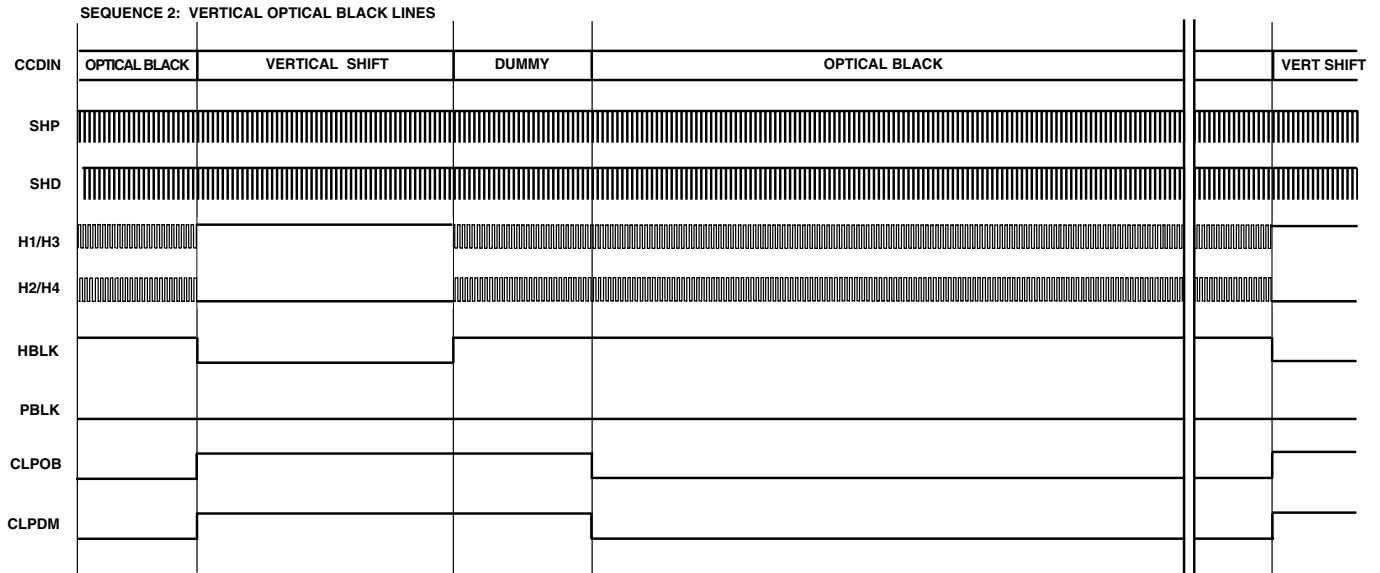 SEQUENCE 2: VERTICAL OPTICAL BLACK LINES
CCDIN OPTICAL BLACK VERTICAL SHIFT DUMMY OPTICAL BLACK VERT SHIFT
SHP
SHD
H1/H3
H2/H4
HBLK
PBLK
CLPOB
CLPDM